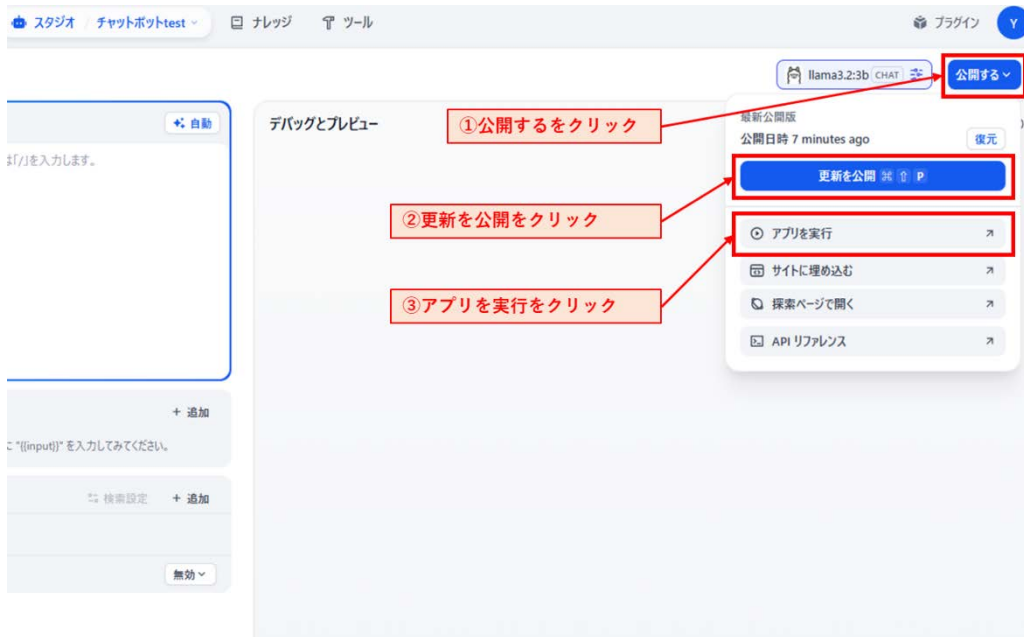 スタジオ / チャットボットtest
ナレッジ
ツール
プラグイン
Y
llama3.2:3b CHAT
公開する
自動
デバッグとプレビュー
①公開するをクリック
最新公開版
公開日時 7 minutes ago
復元
は「/」を入力します。
更新を公開 ⌘ ⇧ P
②更新を公開をクリック
アプリを実行
サイトに埋め込む
③アプリを実行をクリック
探索ページで開く
API リファレンス
+ 追加
に "{{input}}" を入力してみてください。
検索設定
+ 追加
無効